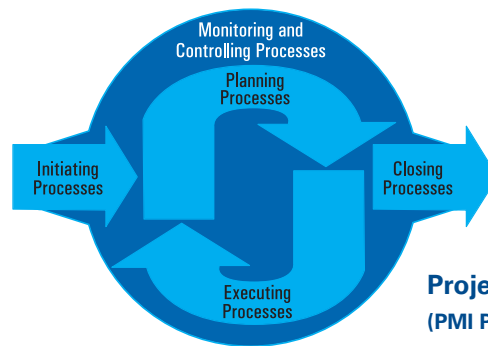 Monitoring and
Controlling Processes
Planning
Processes
Initiating
Processes
Closing
Processes
Executing
Processes
Proje
(PMI P